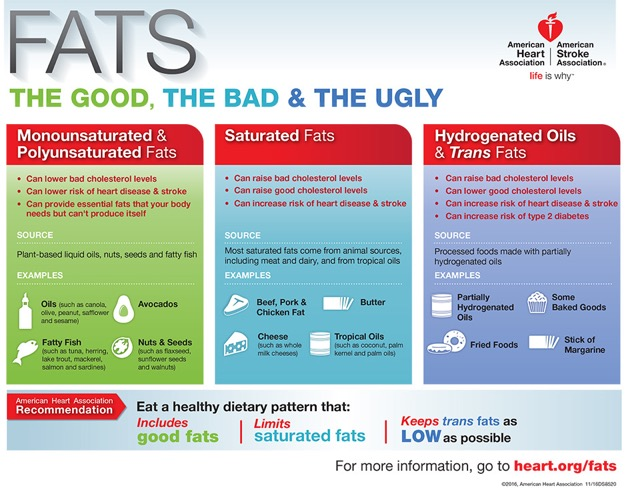 FATS
THE GOOD, THE BAD & THE UGLY
American
Heart
Association
American
Stroke
Association®
life is why™
Monounsaturated &
Polyunsaturated Fats
• Can lower bad cholesterol levels
• Can lower risk of heart disease & stroke
• Can provide essential fats that your body
needs but can't produce itself
SOURCE
Plant-based liquid oils, nuts, seeds and fatty fish
EXAMPLES
Oils (such as canola,
olive, peanut, safflower
and sesame)
Avocados
Fatty Fish
(such as tuna, herring,
lake trout, mackerel,
salmon and sardines)
Nuts & Seeds
(such as flaxseed,
sunflower seeds
and walnuts)
Saturated Fats
• Can raise bad cholesterol levels
• Can raise good cholesterol levels
• Can increase risk of heart disease & stroke
SOURCE
Most saturated fats come from animal sources,
including meat and dairy, and from tropical oils
EXAMPLES
Beef, Pork &
Chicken Fat
Butter
Cheese
(such as whole
milk cheeses)
Tropical Oils
(such as coconut, palm
kernel and palm oils)
Hydrogenated Oils
& Trans Fats
• Can raise bad cholesterol levels
• Can lower good cholesterol levels
• Can increase risk of heart disease & stroke
• Can increase risk of type 2 diabetes
SOURCE
Processed foods made with partially
hydrogenated oils
EXAMPLES
Partially
Hydrogenated
Oils
Some
Baked Goods
Fried Foods
Stick of
Margarine
American Heart Association
Recommendation
Eat a healthy dietary pattern that:
Includes
good fats
Limits
saturated fats
Keeps trans fats as
LOW as possible
For more information, go to heart.org/fats
©2016, American Heart Association 11/16DS8520